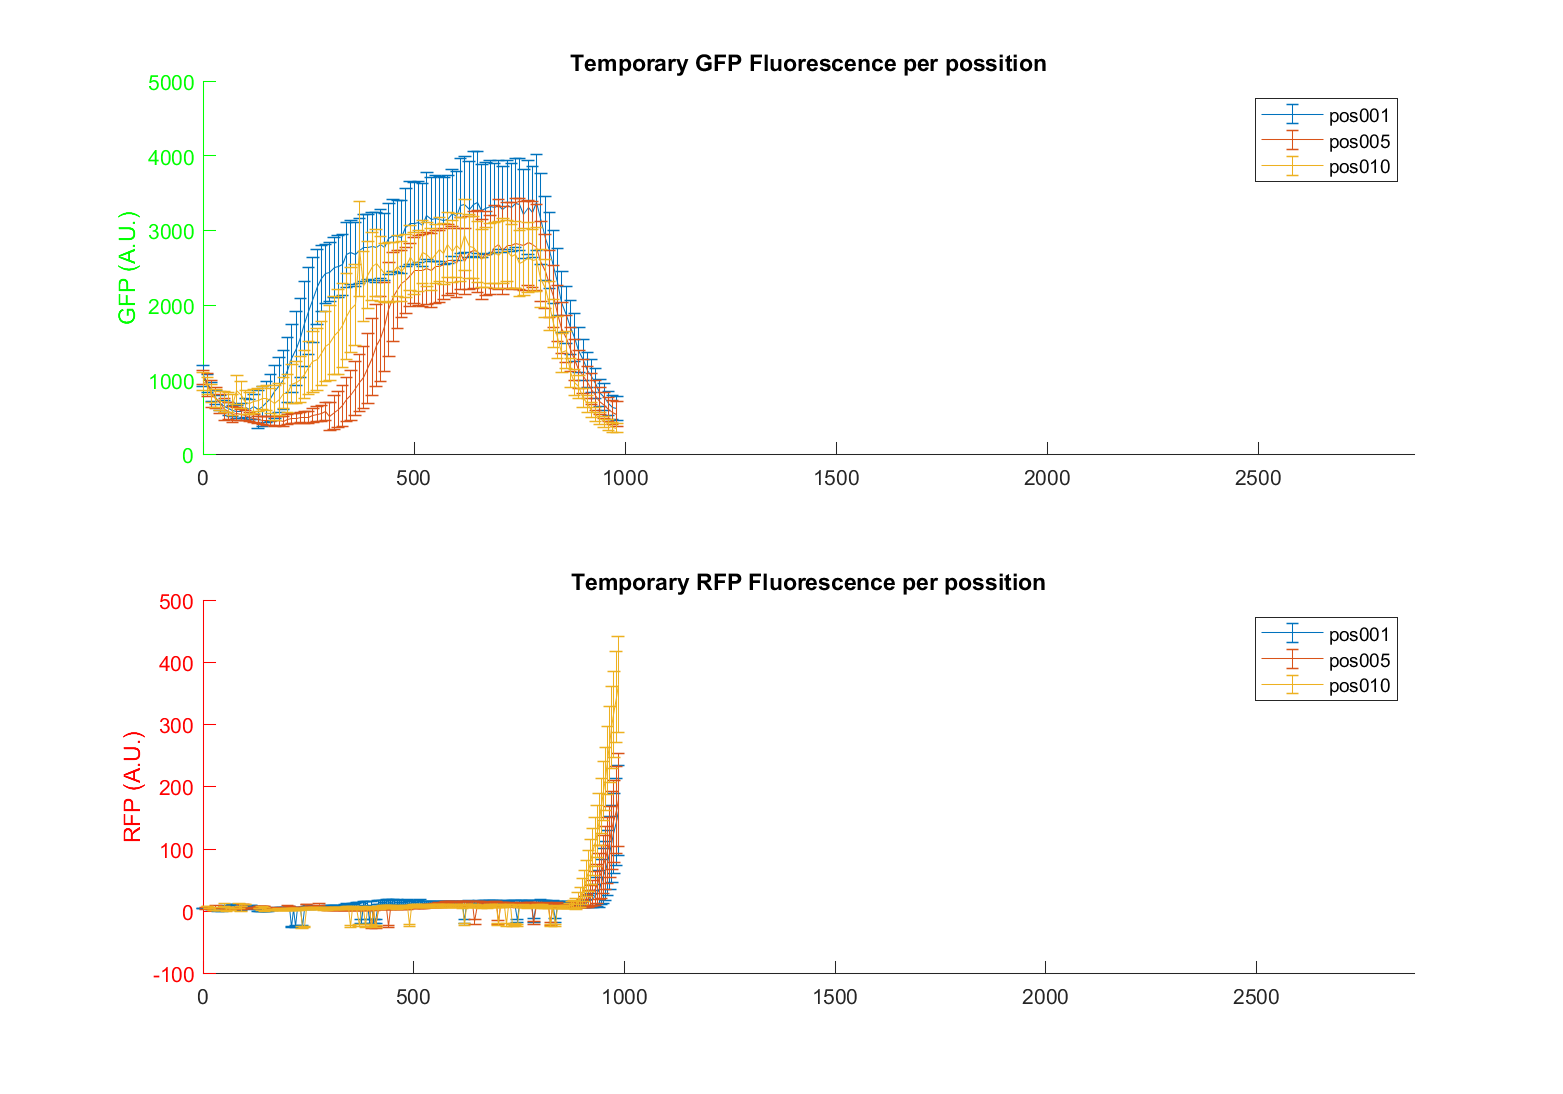 Temporary GFP Fluorescence per possition
5000
4000
3000
2000
1000
0
GFP (A.U.)
0 500 1000 1500 2000 2500
pos001
pos005
pos010
Temporary RFP Fluorescence per possition
500
400
300
200
100
0
-100
RFP (A.U.)
0 500 1000 1500 2000 2500
pos001
pos005
pos010